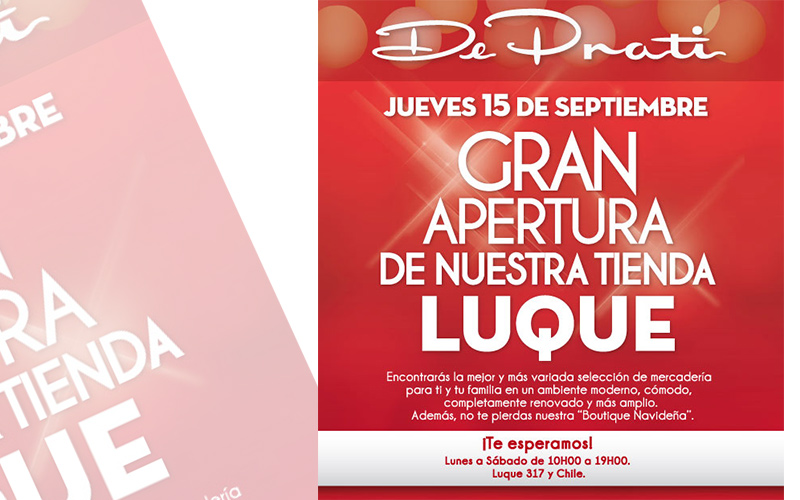 De Prati
JUEVES 15 DE SEPTIEMBRE
GRAN
APERTURA
DE NUESTRA TIENDA
LUQUE
Encontrarás la mejor y más variada selección de mercadería
para ti y tu familia en un ambiente moderno, cómodo,
completamente renovado y más amplio.
Además, no te pierdas nuestra "Boutique Navideña".
¡Te esperamos!
Lunes a Sábado de 10H00 a 19H00.
Luque 317 y Chile.
ti
BRE
N
RA
TIENDA
UE
dería